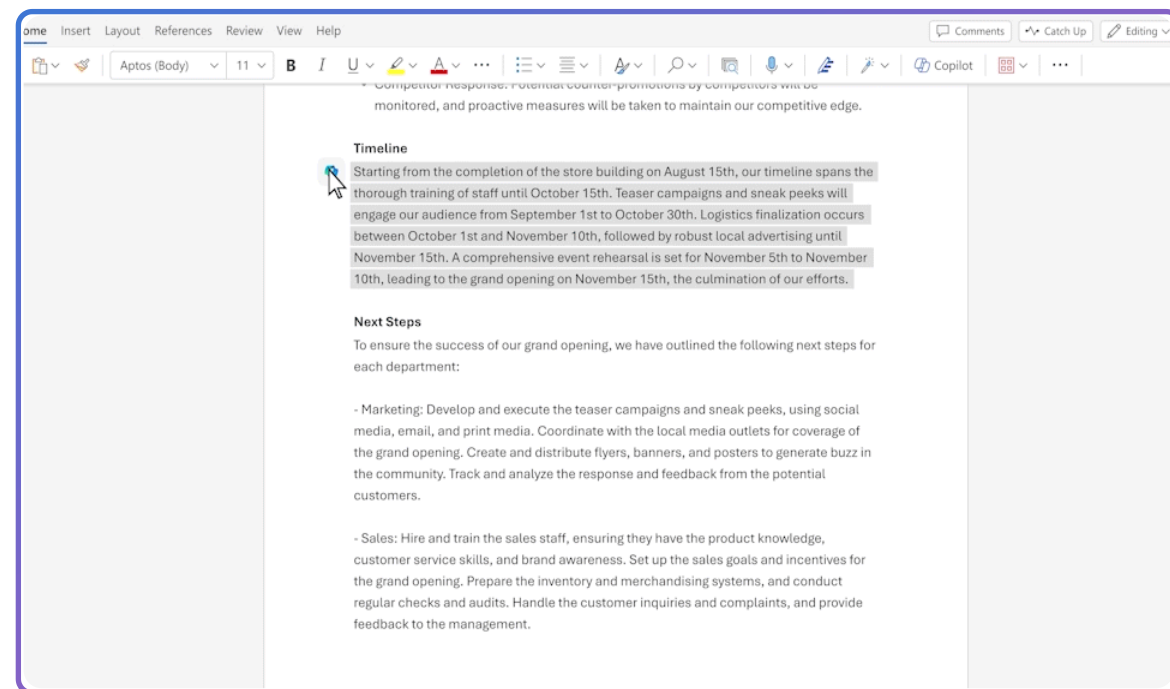 ome Insert Layout References Review View Help Comments Catch Up Editing
Aptos (Body) 11 B I U A Copilot
Competitor Response: Potential counter-promotions by competitors will be
monitored, and proactive measures will be taken to maintain our competitive edge.
Timeline
Starting from the completion of the store building on August 15th, our timeline spans the
thorough training of staff until October 15th. Teaser campaigns and sneak peeks will
engage our audience from September 1st to October 30th. Logistics finalization occurs
between October 1st and November 10th, followed by robust local advertising until
November 15th. A comprehensive event rehearsal is set for November 5th to November
10th, leading to the grand opening on November 15th, the culmination of our efforts.
Next Steps
To ensure the success of our grand opening, we have outlined the following next steps for
each department:
- Marketing: Develop and execute the teaser campaigns and sneak peeks, using social
media, email, and print media. Coordinate with the local media outlets for coverage of
the grand opening. Create and distribute flyers, banners, and posters to generate buzz in
the community. Track and analyze the response and feedback from the potential
customers.
- Sales: Hire and train the sales staff, ensuring they have the product knowledge,
customer service skills, and brand awareness. Set up the sales goals and incentives for
the grand opening. Prepare the inventory and merchandising systems, and conduct
regular checks and audits. Handle the customer inquiries and complaints, and provide
feedback to the management.